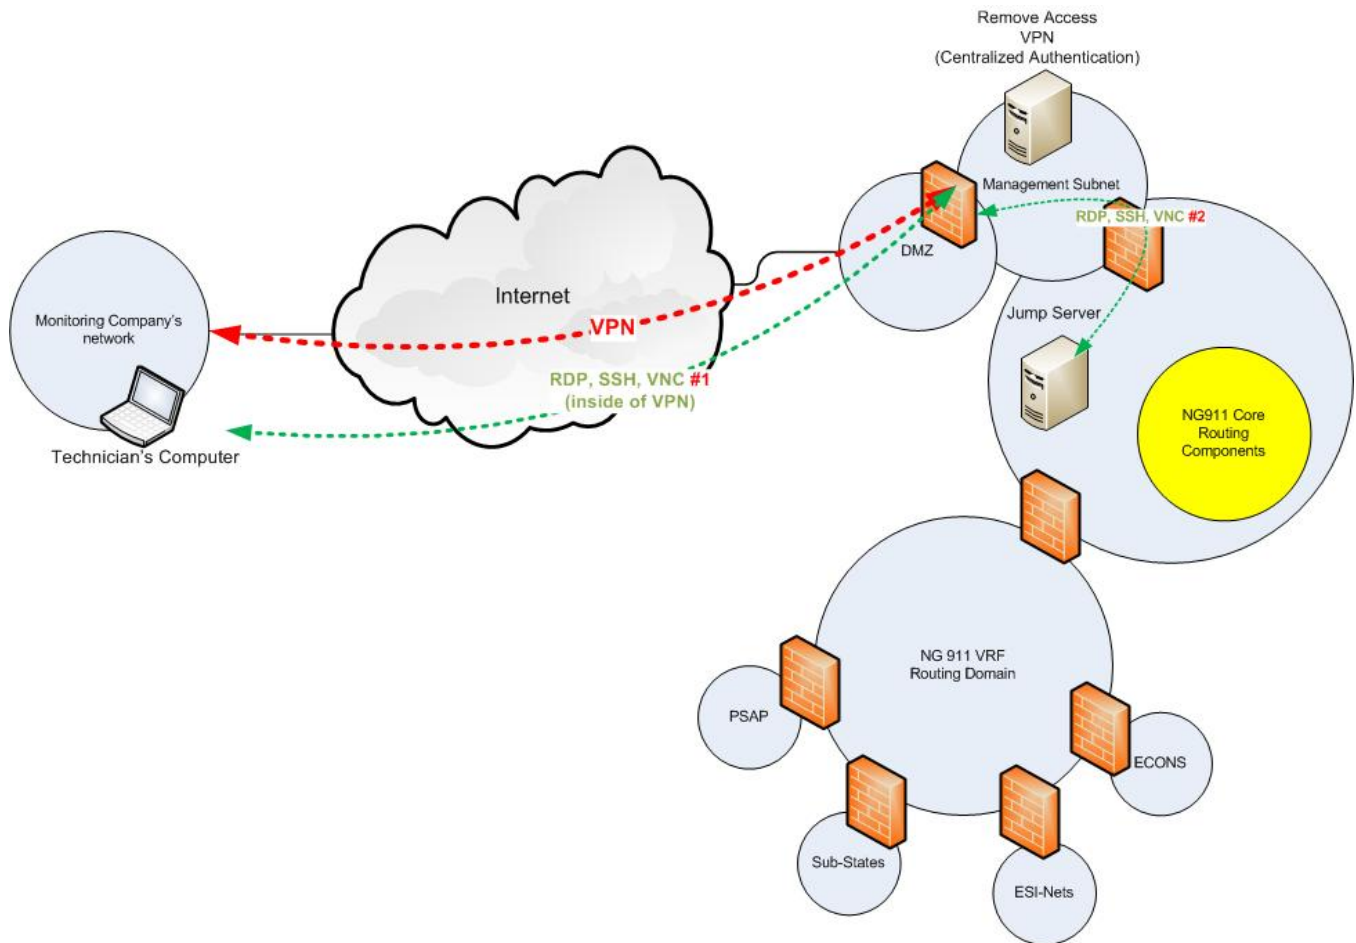 Remove Access
VPN
(Centralized Authentication)
Management Subnet
RDP, SSH, VNC #2
DMZ
Internet
Monitoring Company's
network
VPN
Jump Server
RDP, SSH, VNC #1
(inside of VPN)
Technician's Computer
NG911 Core
Routing
Components
NG 911 VRF
Routing Domain
PSAP
ECONS
Sub-States
ESI-Nets